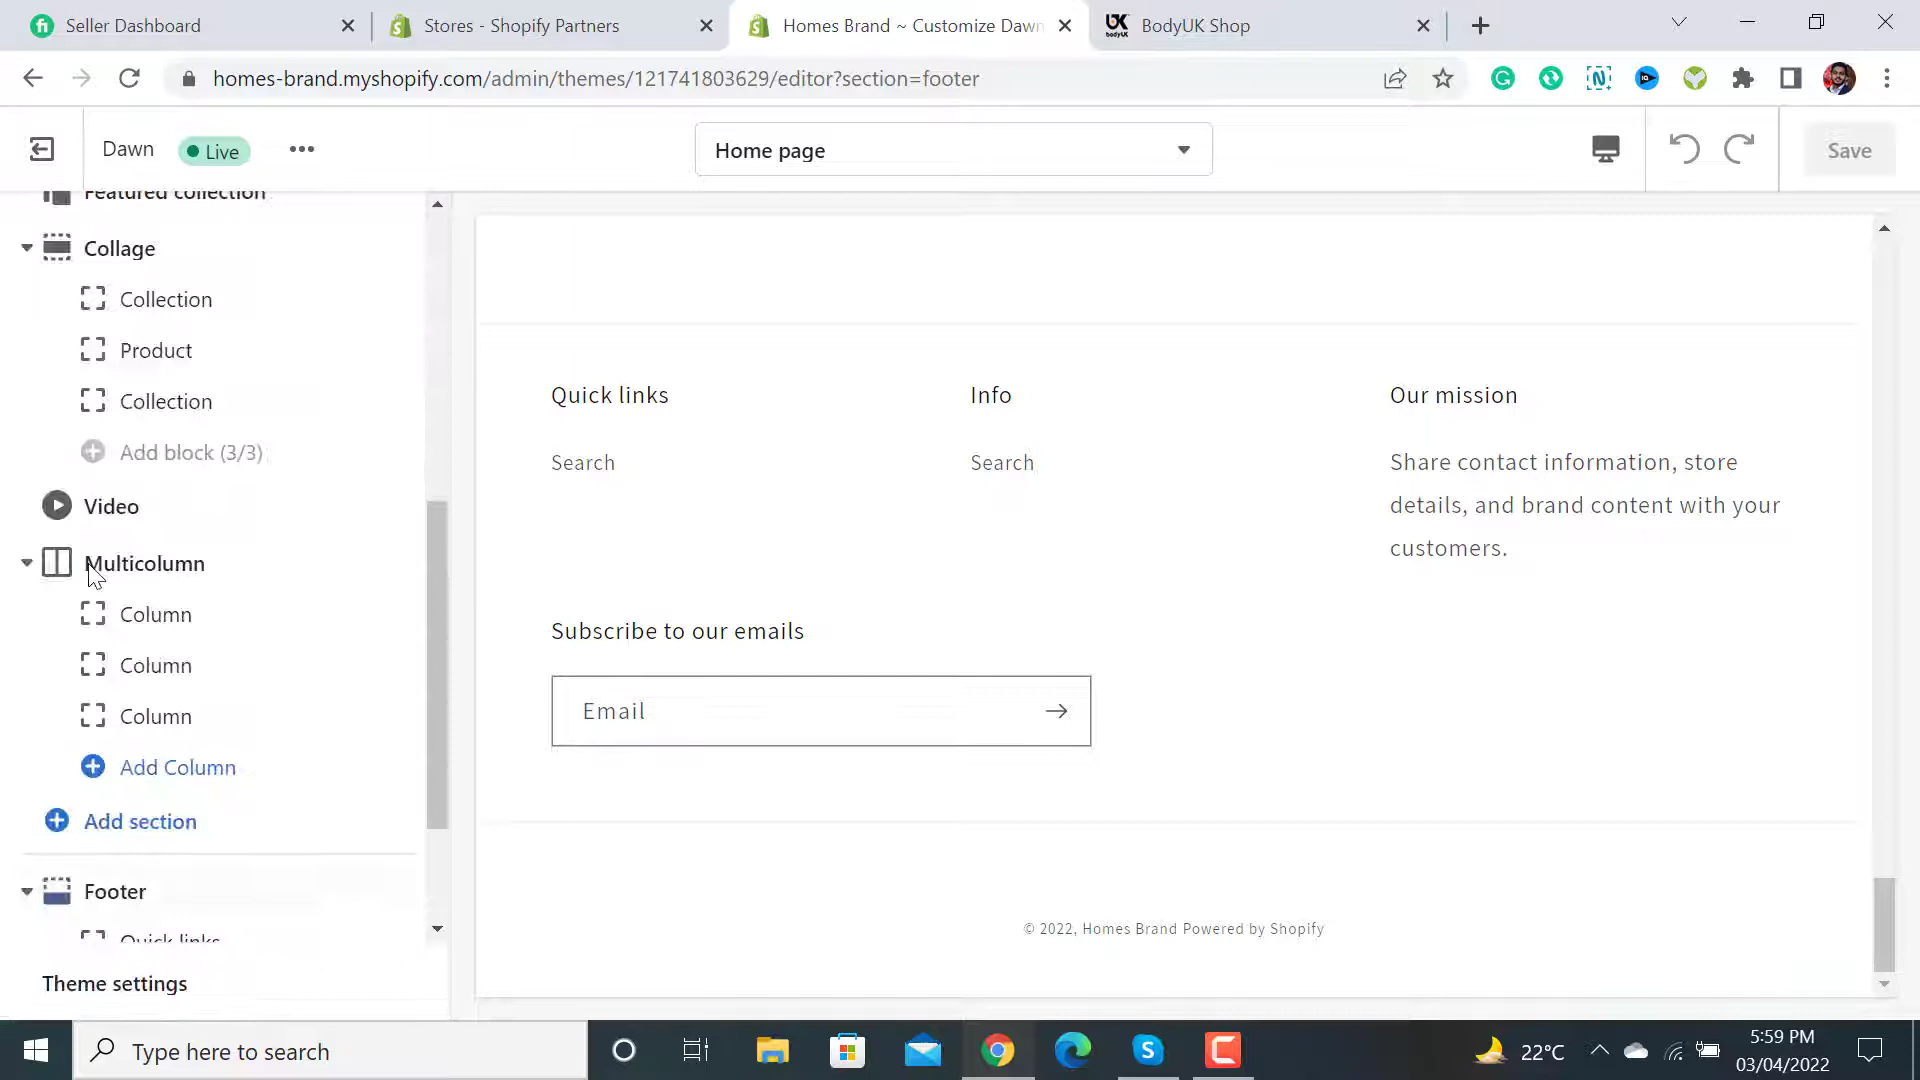 Seller Dashboard
Stores - Shopify Partners
Homes Brand ~ Customize Dawn
BodyUK Shop
homes-brand.myshopify.com/admin/themes/121741803629/editor?section=footer
Dawn
Live
Home page
Save
Featured collection
Collage
Collection
Product
Collection
Add block (3/3)
Video
Multicolumn
Column
Column
Column
Add Column
Add section
Footer
Quick links
Theme settings
Quick links
Search
Info
Search
Our mission
Share contact information, store
details, and brand content with your
customers.
Subscribe to our emails
Email
© 2022, Homes Brand Powered by Shopify
Type here to search
22°C
5:59 PM
03/04/2022